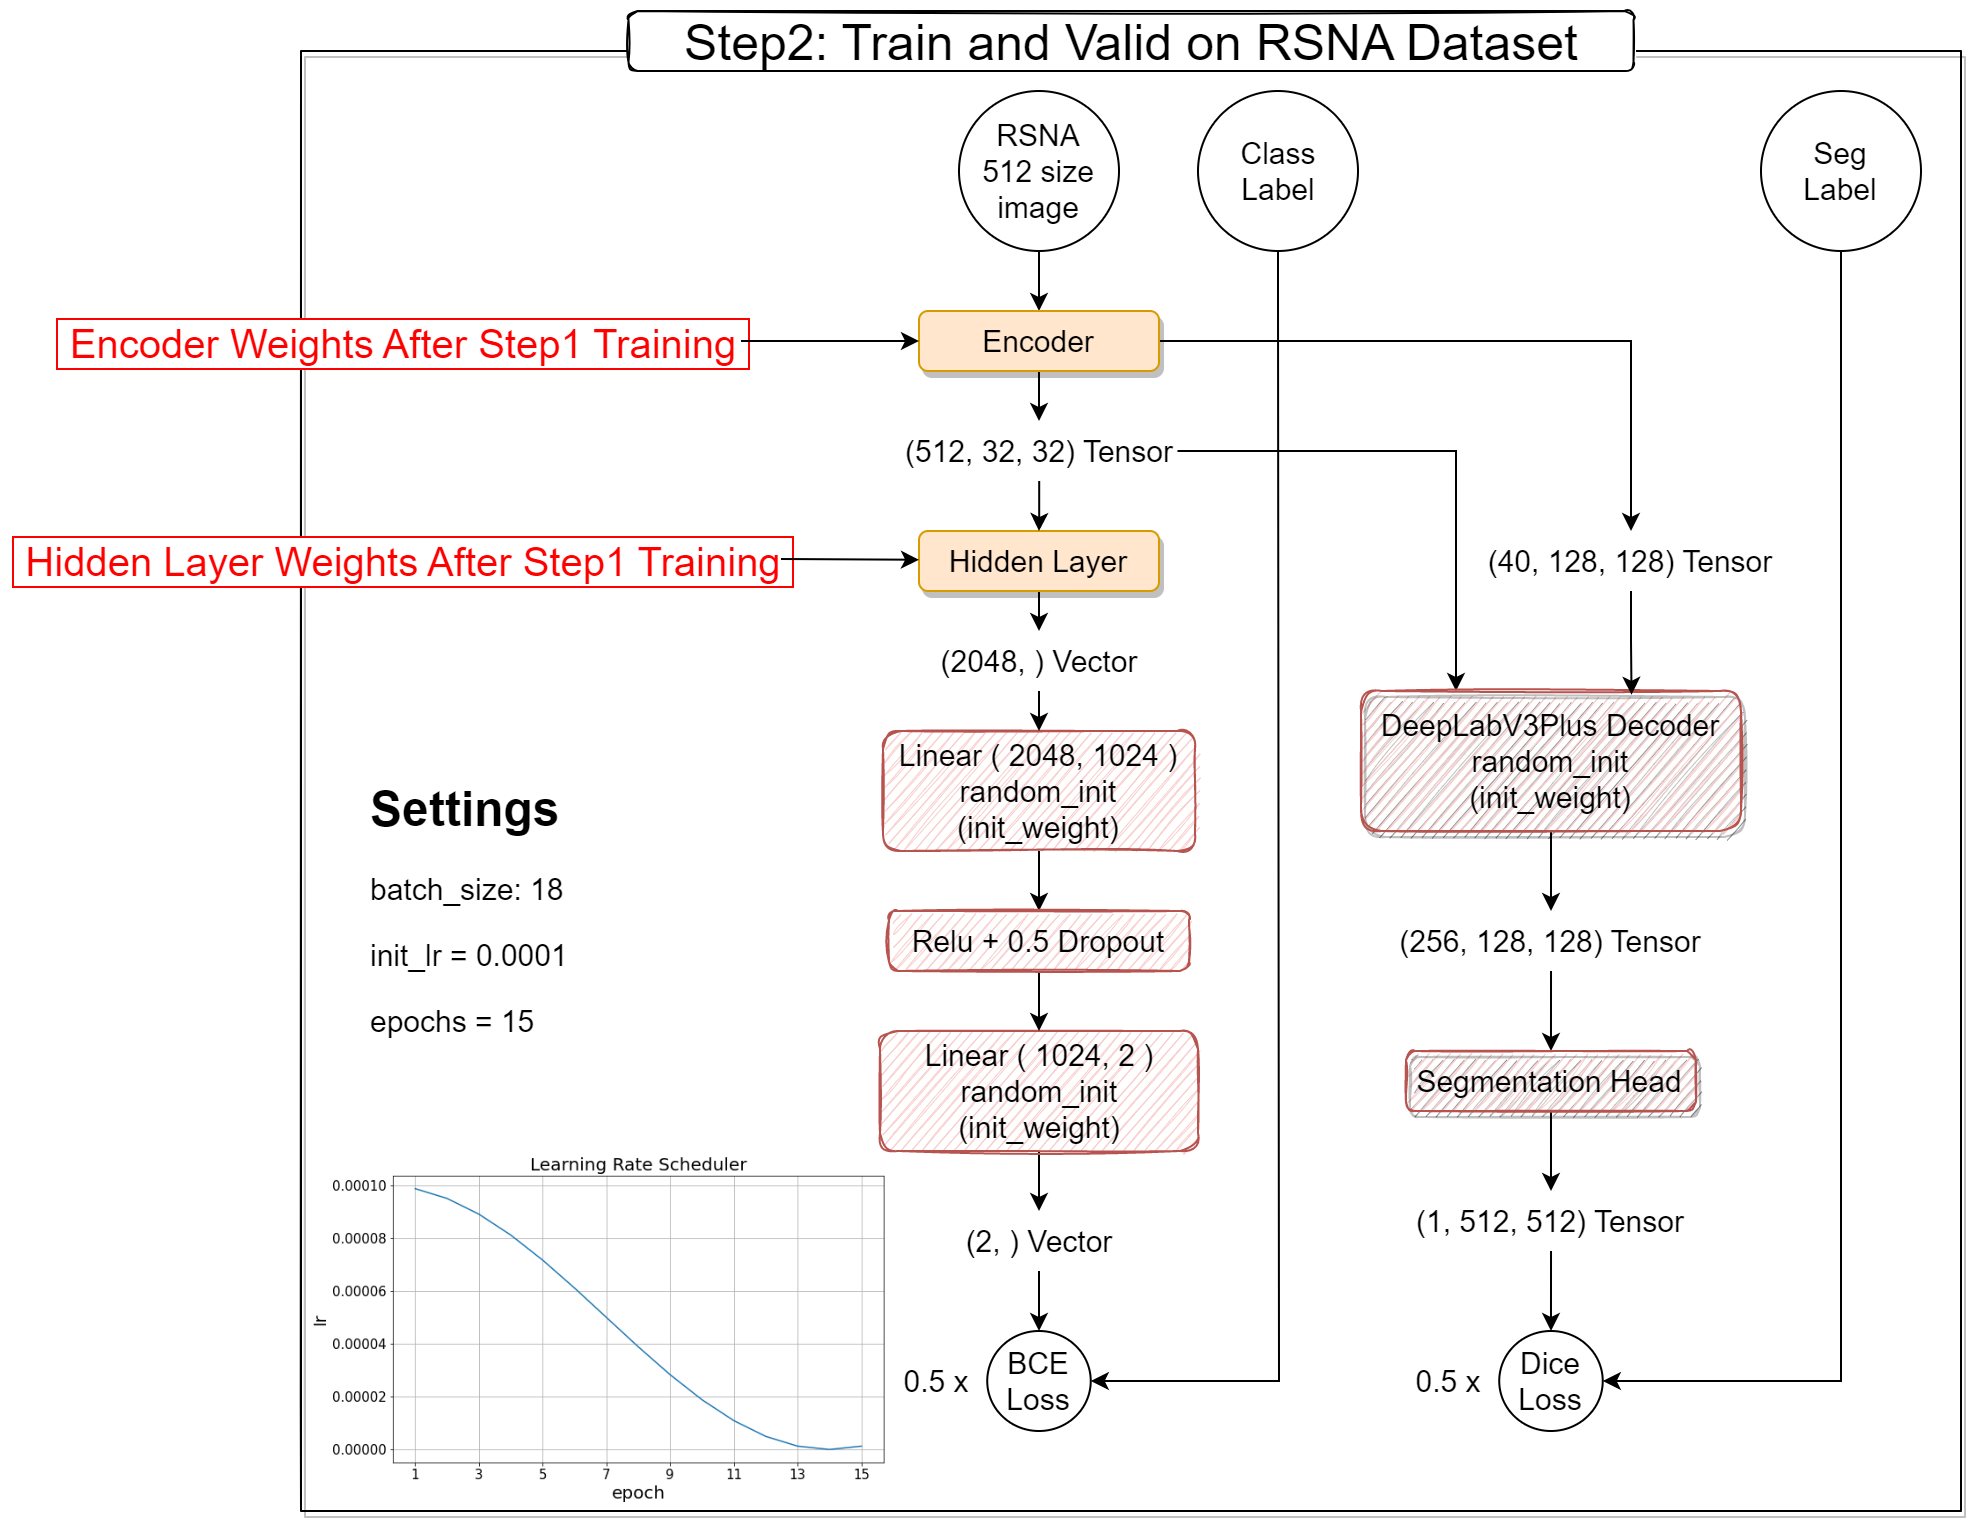 Step2: Train and Valid on RSNA Dataset
RSNA
512 size
image
Class
Label
Seg
Label
Encoder Weights After Step1 Training
Encoder
(512, 32, 32) Tensor
Hidden Layer Weights After Step1 Training
Hidden Layer
(40, 128, 128) Tensor
(2048, ) Vector
Linear ( 2048, 1024 )
random_init
(init_weight)
DeepLabV3Plus Decoder
random_init
(init_weight)
Settings
batch_size: 18
init_lr = 0.0001
epochs = 15
Relu + 0.5 Dropout
(256, 128, 128) Tensor
Linear ( 1024, 2 )
random_init
(init_weight)
Segmentation Head
(2, ) Vector
(1, 512, 512) Tensor
0.5 x
BCE
Loss
0.5 x
Dice
Loss
Learning Rate Scheduler
0.00010
0.00008
0.00006
0.00004
0.00002
0.00000
lr
1 3 5 7 9 11 13 15
epoch